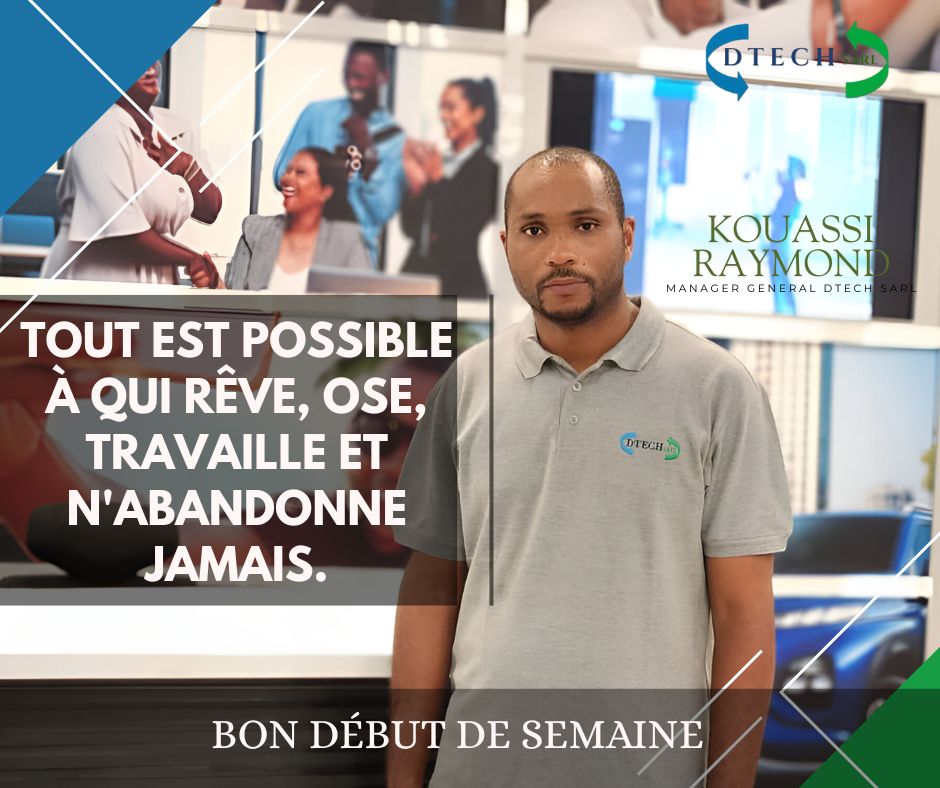 DTECH SARL
KOUASSI
RAYMOND
MANAGER GENERAL DTECH SARL
TOUT EST POSSIBLE
À QUI RÊVE, OSE,
TRAVAILLE ET
N'ABANDONNE
JAMAIS.
DTECH SARL
BON DÉBUT DE SEMAINE